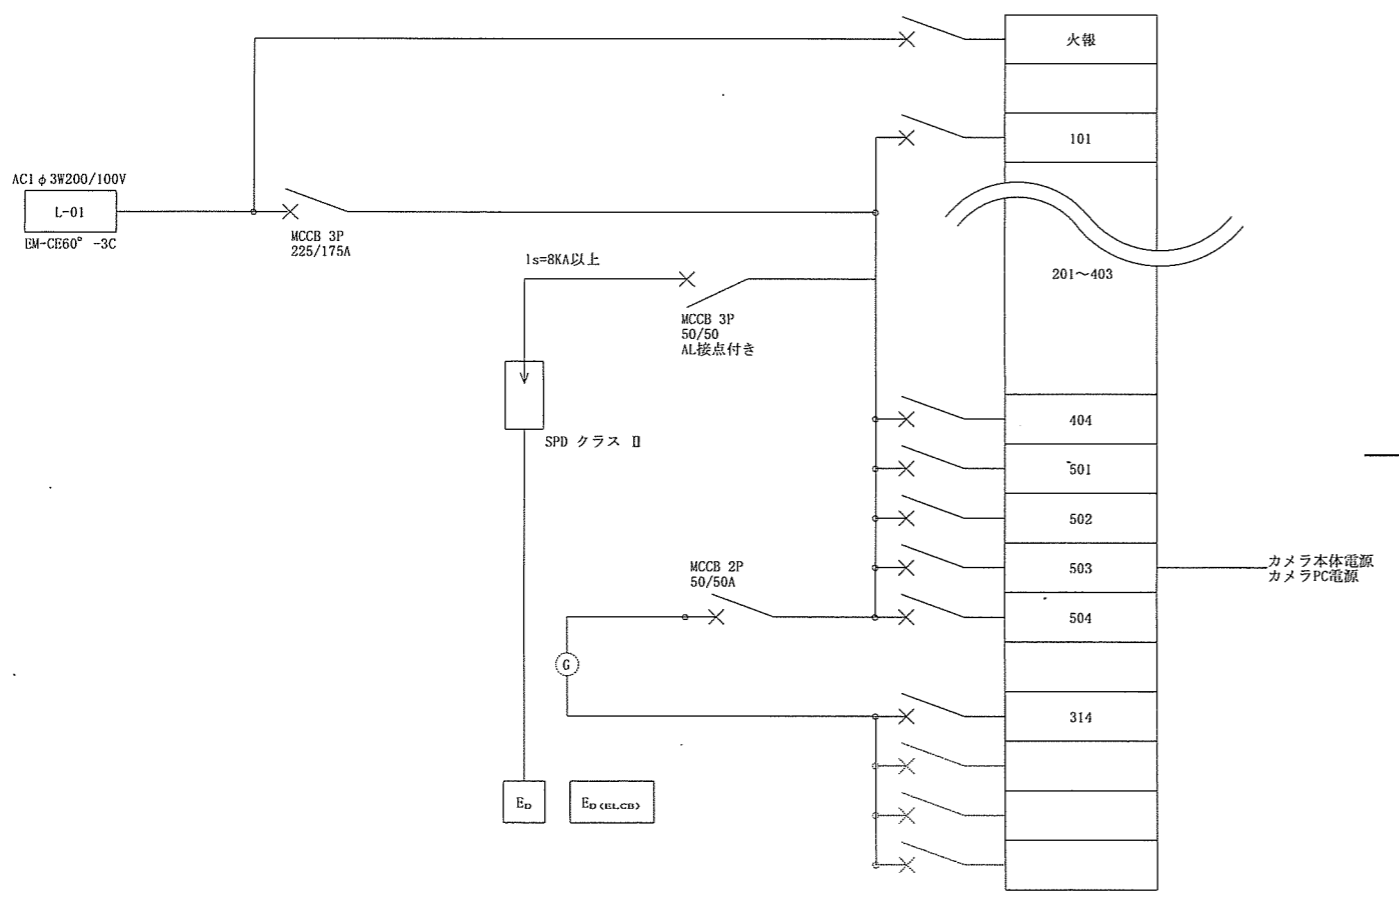 火報
101
AC1φ3W200/100V
L-01
EM-CE60° -3C
MCCB 3P
225/175A
Is=8KA以上
201～403
MCCB 3P
50/50
AL接点付き
404
SPD クラス Ⅱ
501
502
MCCB 2P
50/50A
503
カメラ本体電源
カメラPC電源
504
G
314
ED
ED(ELCB)